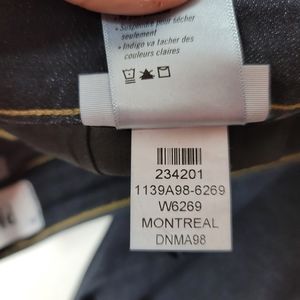 • Suspendre pour sécher
seulement
• Indigo va tacher des
couleurs claires
234201
1139A98-6269
W6269
MONTREAL
DNMA98